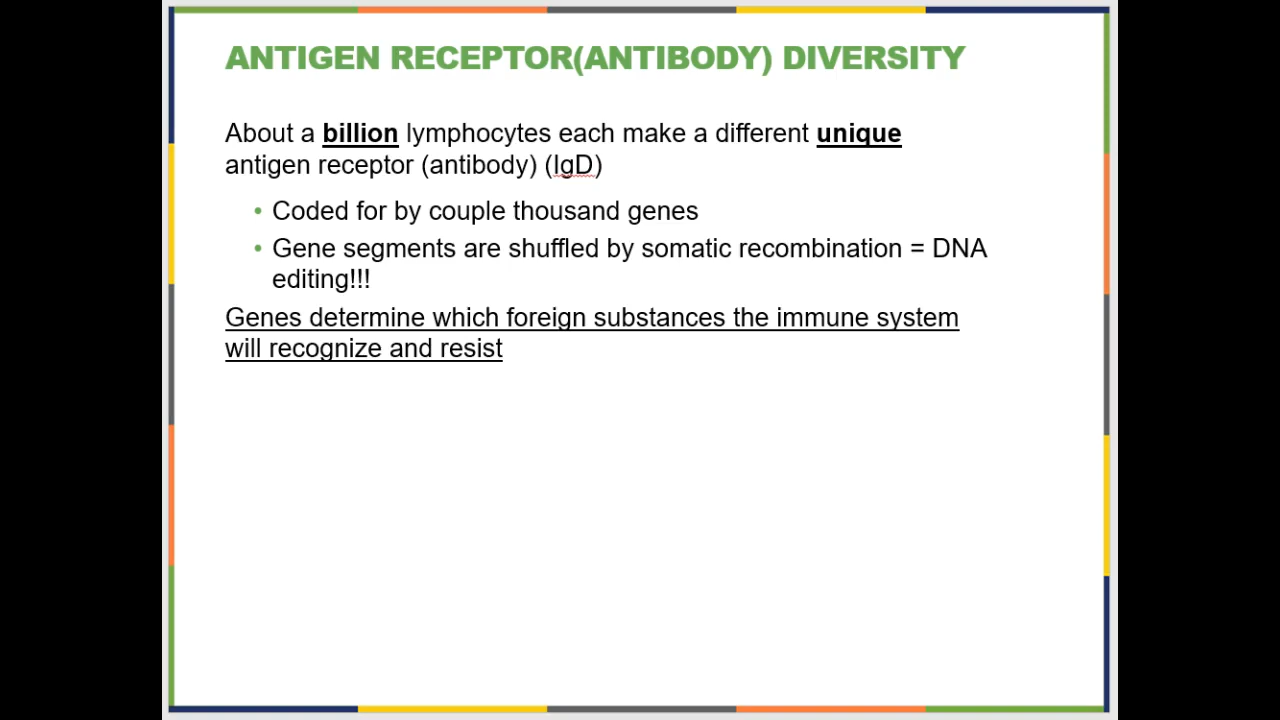 ANTIGEN RECEPTOR(ANTIBODY) DIVERSITY
About a billion lymphocytes each make a different unique
antigen receptor (antibody) (IgD)
• Coded for by couple thousand genes
• Gene segments are shuffled by somatic recombination = DNA
editing!!!
Genes determine which foreign substances the immune system
will recognize and resist